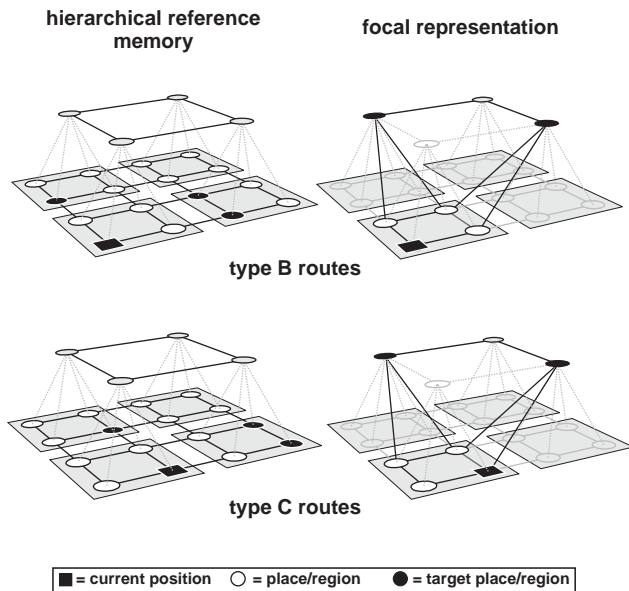 hierarchical reference
memory
focal representation
type B routes
type C routes
■ = current position ○ = place/region ● = target place/region